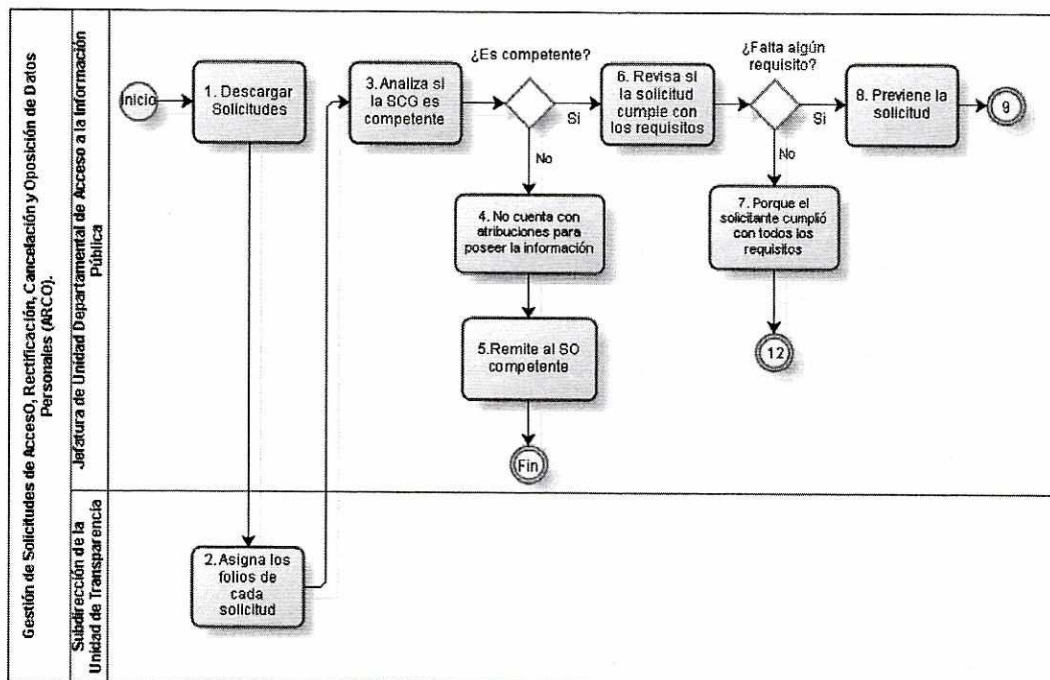 Gestión de Solicitudes de AccesO, Rectificación, Cancelación y Oposición de Datos
Personales (ARCO).
Jefatura de Unidad Departamental de Acceso a la Información
Pública
Inicio
1. Descargar
Solicitudes
3. Analiza si
la SCG es
competente
¿Es competente?
Si
No
4. No cuenta con
atribuciones para
poseer la información
5.Remite al SO
competente
Fin
6. Revisa si
la solicitud
cumple con
los requisitos
¿Falta algún
requisito?
Si
No
7. Porque el
solicitante cumplió
con todos los
requisitos
12
8. Previene la
solicitud
9
Subdirección de la
Unidad de Transparencia
2. Asigna los
folios de
cada
solicitud